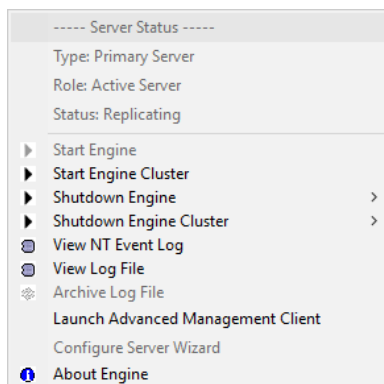 ----- Server Status -----
Type: Primary Server
Role: Active Server
Status: Replicating
Start Engine
Start Engine Cluster
Shutdown Engine
Shutdown Engine Cluster
View NT Event Log
View Log File
Archive Log File
Launch Advanced Management Client
Configure Server Wizard
About Engine